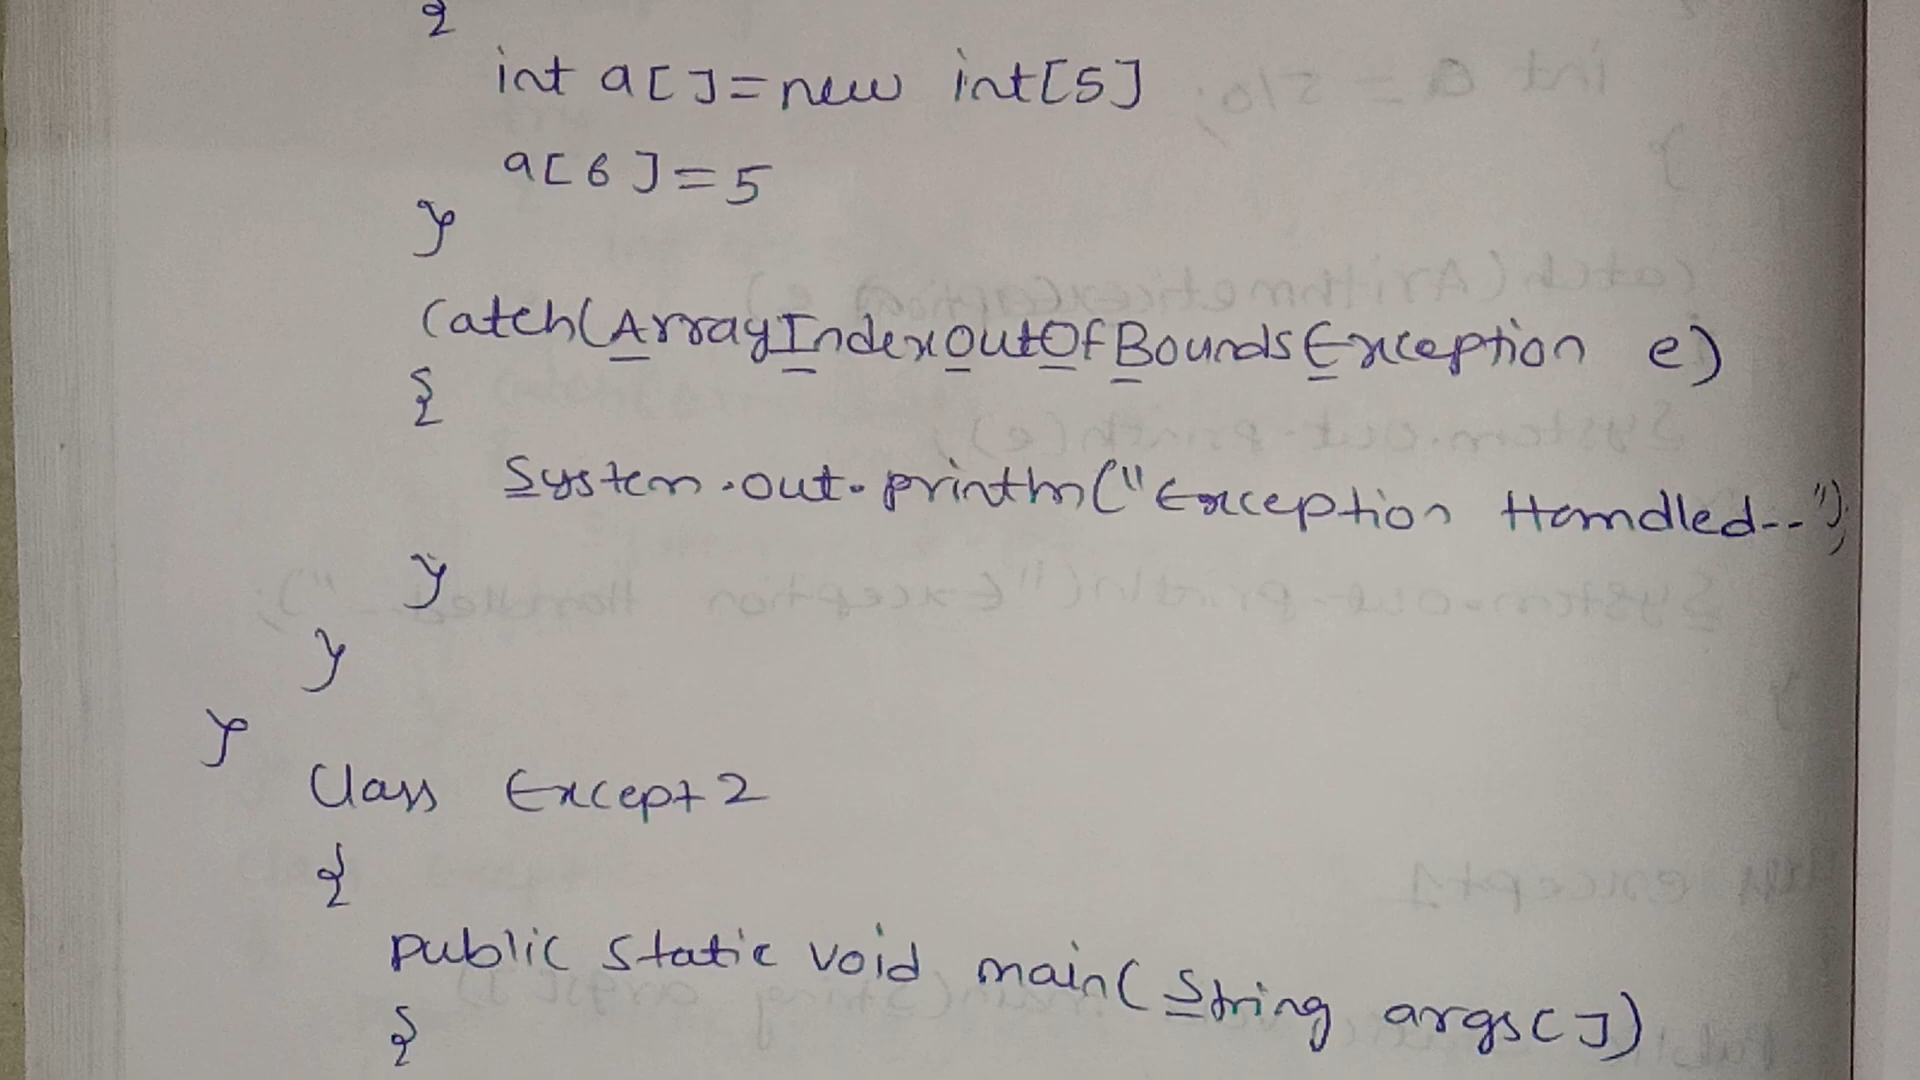 {
int a[]=new int[5]
a[6]=5
}
Catch(ArrayIndexOutOfBoundsException e)
{
System.out.println("Exception Handled--");
}
}
}
Class Except2
{
public static void main(String args[])
{